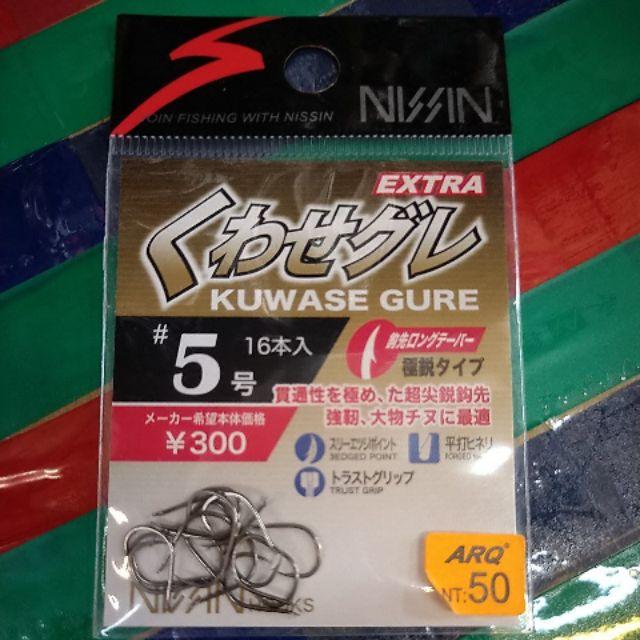 JOIN FISHING WITH NISSIN
NISSIN
EXTRA
くわせグレ
KUWASE GURE
#5号
16本入
鈎先ロングテーパー
極鋭タイプ
メーカー希望本体価格
¥300
貫通性を極め、た超尖鋭鈎先
強靭、大物チヌに最適
スリーエッジポイント
3EDGED POINT
平打ヒネリ
FORGED
トラストグリップ
TRUST GRIP
NISSIN HOOKS
ARQ
NT:50